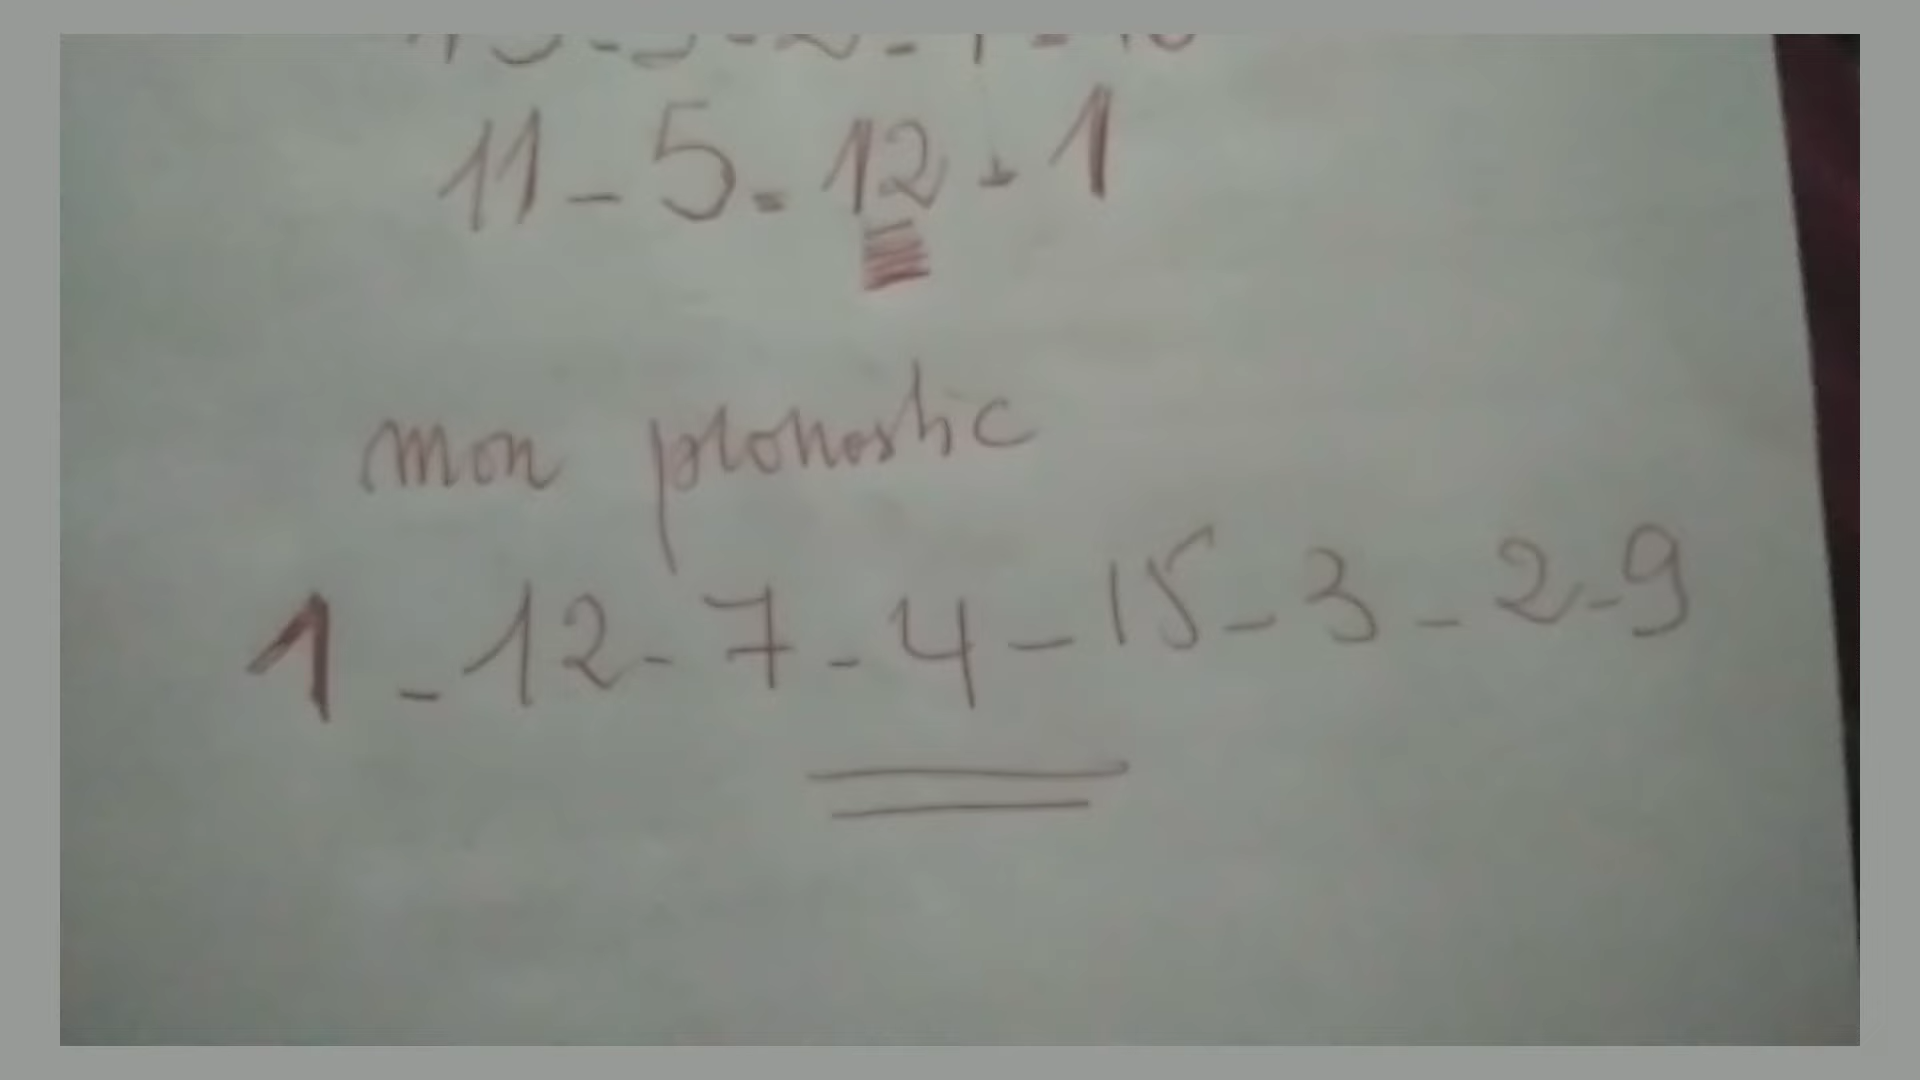 11 - 5 - 12 - 1
mon pronostic
1 - 12 - 7 - 4 - 15 - 3 - 2 - 9